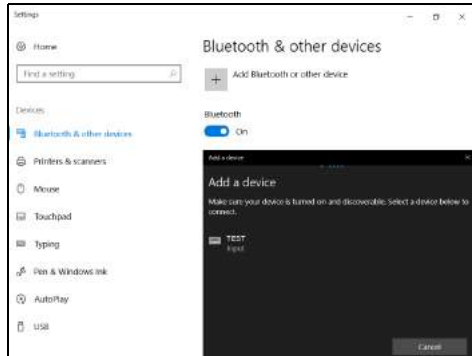 Settings
Home
Find a setting
Devices
Bluetooth & other devices
Printers & scanners
Mouse
Touchpad
Typing
Pen & Windows Ink
AutoPlay
USB
Bluetooth & other devices
Add Bluetooth or other device
Bluetooth
On
Add a device
Add a device
Make sure your device is turned on and discoverable. Select a device below to
connect.
TEST
Input
Cancel